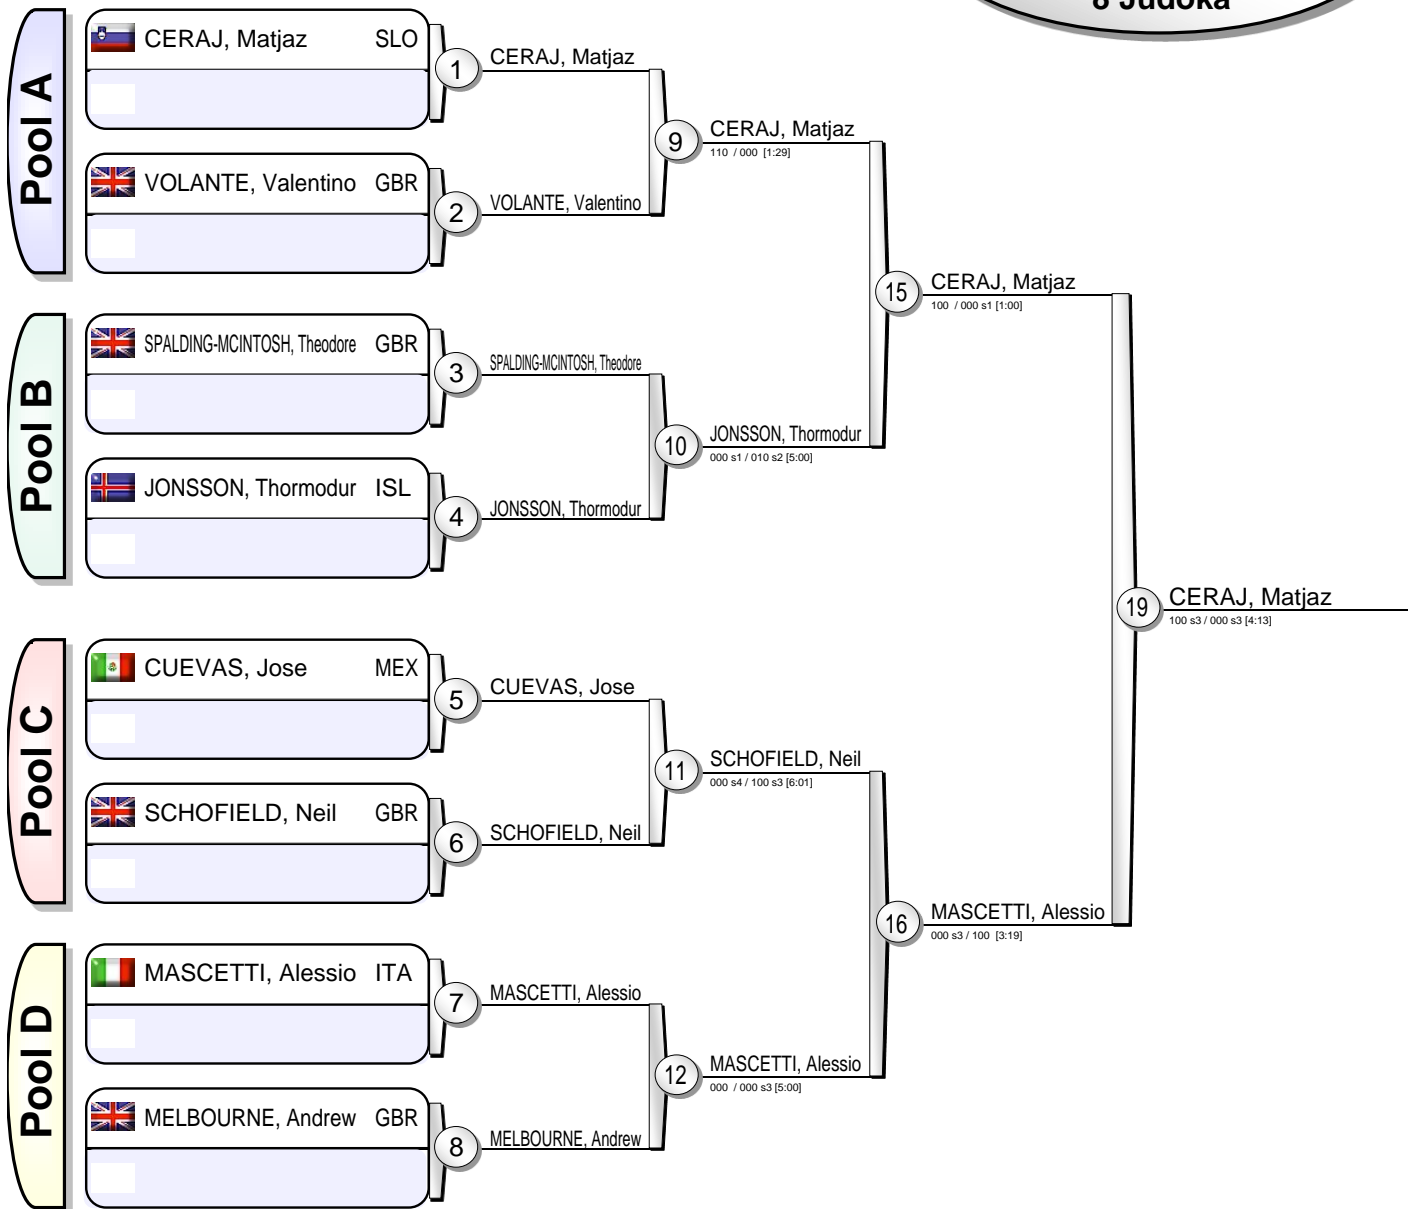 8 Judoka
Pool A
CERAJ, Matjaz SLO
1
CERAJ, Matjaz
VOLANTE, Valentino GBR
2
VOLANTE, Valentino
9
CERAJ, Matjaz
110 / 000 [1:29]
Pool B
SPALDING-MCINTOSH, Theodore GBR
3
SPALDING-MCINTOSH, Theodore
JONSSON, Thormodur ISL
4
JONSSON, Thormodur
10
JONSSON, Thormodur
000 s1 / 010 s2 [5:00]
15
CERAJ, Matjaz
100 / 000 s1 [1:00]
Pool C
CUEVAS, Jose MEX
5
CUEVAS, Jose
SCHOFIELD, Neil GBR
6
SCHOFIELD, Neil
11
SCHOFIELD, Neil
000 s4 / 100 s3 [6:01]
Pool D
MASCETTI, Alessio ITA
7
MASCETTI, Alessio
MELBOURNE, Andrew GBR
8
MELBOURNE, Andrew
12
MASCETTI, Alessio
000 / 000 s3 [5:00]
16
MASCETTI, Alessio
000 s3 / 100 [3:19]
19
CERAJ, Matjaz
100 s3 / 000 s3 [4:13]